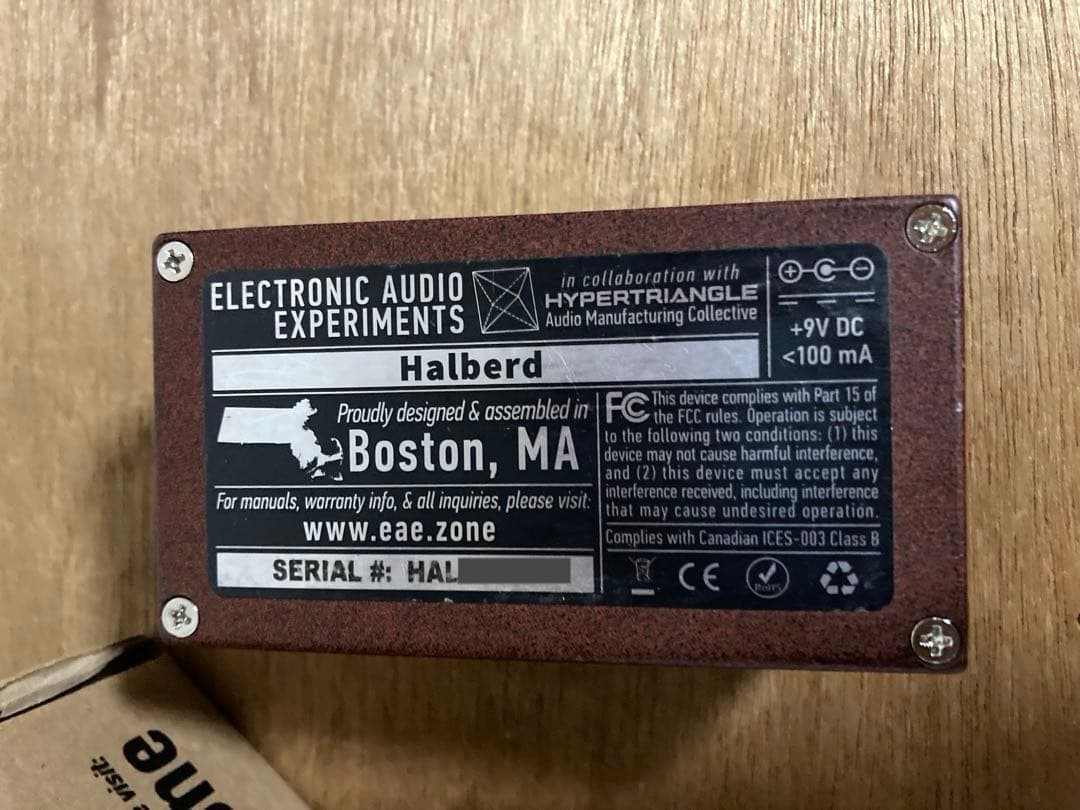 ELECTRONIC AUDIO
EXPERIMENTS
in collaboration with
HYPERTRIANGLE
Audio Manufacturing Collective
+9V DC
<100 mA
Halberd
Proudly designed & assembled in
Boston, MA
For manuals, warranty info, & all inquiries, please visit:
www.eae.zone
SERIAL #: HAL
FC This device complies with Part 15 of
the FCC rules. Operation is subject
to the following two conditions: (1) this
device may not cause harmful interference,
and (2) this device must accept any
interference received, including interference
that may cause undesired operation.
Complies with Canadian ICES-003 Class B
CE
RoHS
visit:
one